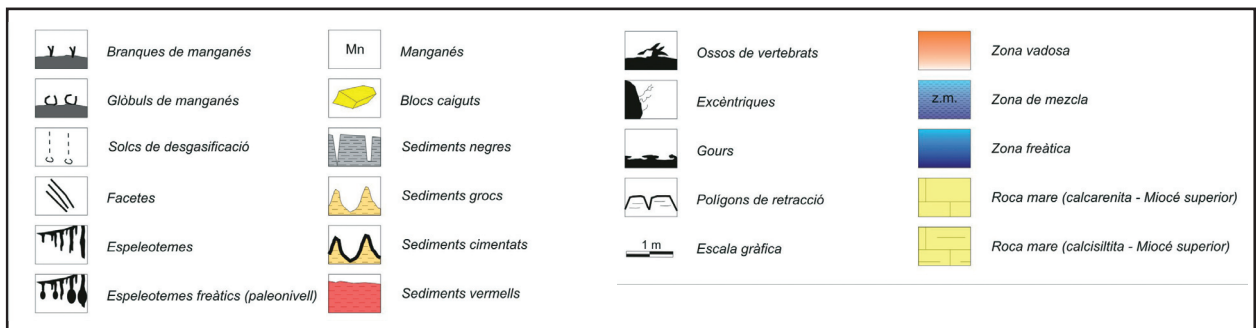 Branques de manganés
Glòbuls de manganés
Solcs de desgasificació
Facetes
Espeleotemes
Espeleotemes freàtics (paleonivell)
Mn
Manganés
Blocs caiguts
Sediments negres
Sediments grocs
Sediments cimentats
Sediments vermells
Ossos de vertebrats
Excèntriques
Gours
Polígons de retracció
1 m
Escala gràfica
Zona vadosa
z.m.
Zona de mezcla
Zona freàtica
Roca mare (calcarenita - Miocé superior)
Roca mare (calcisiltita - Miocé superior)